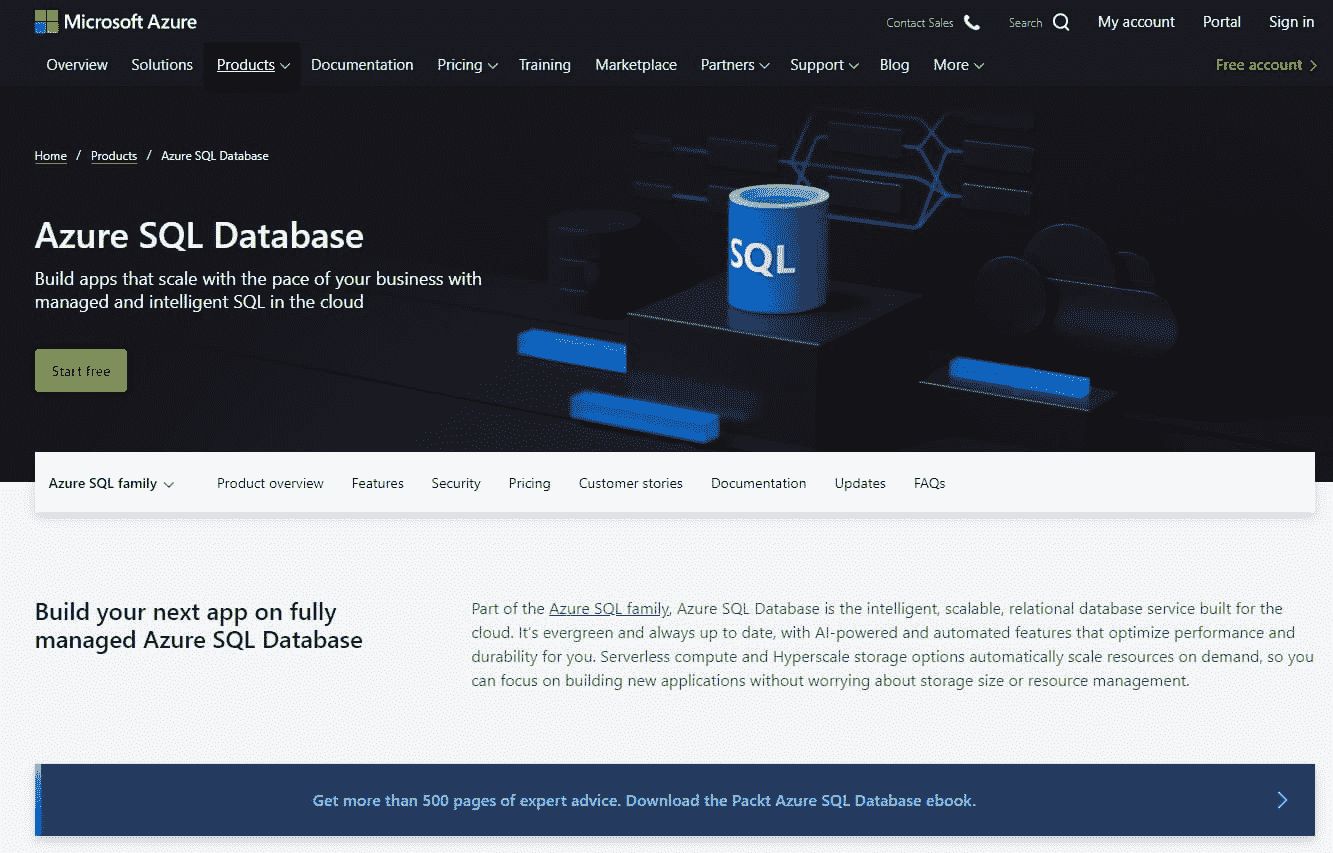 Microsoft Azure
Contact Sales
Search
My account
Portal
Sign in
Overview
Solutions
Products
Documentation
Pricing
Training
Marketplace
Partners
Support
Blog
More
Free account
Home / Products / Azure SQL Database
Azure SQL Database
Build apps that scale with the pace of your business with
managed and intelligent SQL in the cloud
SQL
Start free
Azure SQL family
Product overview
Features
Security
Pricing
Customer stories
Documentation
Updates
FAQs
Build your next app on fully
managed Azure SQL Database
Part of the Azure SQL family, Azure SQL Database is the intelligent, scalable, relational database service built for the
cloud. It's evergreen and always up to date, with AI-powered and automated features that optimize performance and
durability for you. Serverless compute and Hyperscale storage options automatically scale resources on demand, so you
can focus on building new applications without worrying about storage size or resource management.
Get more than 500 pages of expert advice. Download the Packt Azure SQL Database ebook.